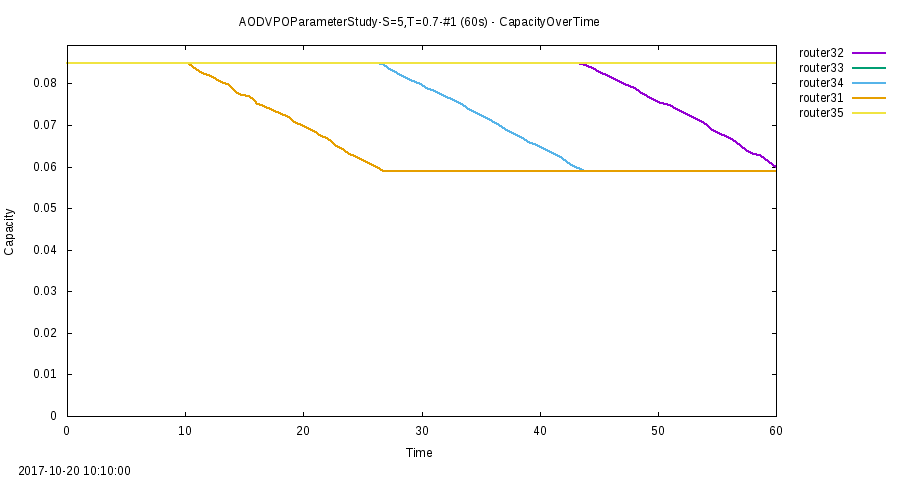 AODVPOParameterStudy-S=5,T=0.7-#1 (60s) - CapacityOverTime
router32
router33
router34
router31
router35
0.08
0.07
0.06
0.05
0.04
0.03
0.02
0.01
0
Capacity
0 10 20 30 40 50 60
Time
2017-10-20 10:10:00